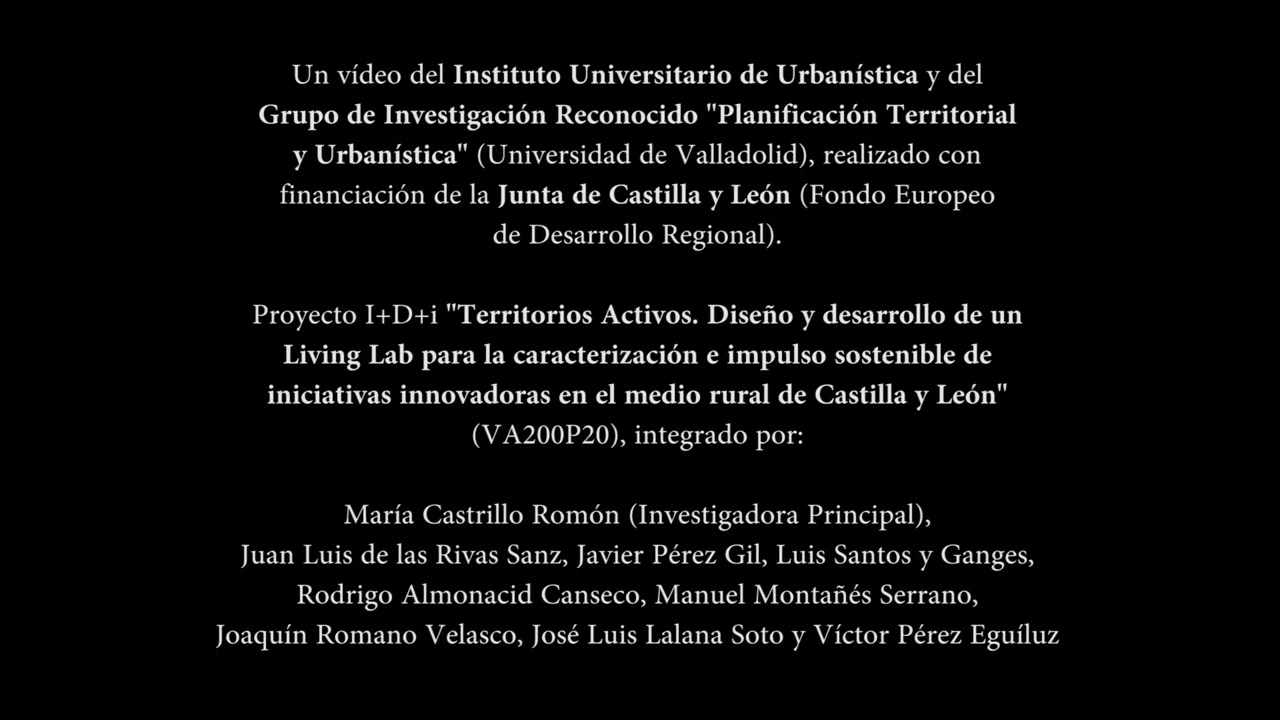 Un vídeo del Instituto Universitario de Urbanística y del
Grupo de Investigación Reconocido "Planificación Territorial
y Urbanística" (Universidad de Valladolid), realizado con
financiación de la Junta de Castilla y León (Fondo Europeo
de Desarrollo Regional).
Proyecto I+D+i "Territorios Activos. Diseño y desarrollo de un
Living Lab para la caracterización e impulso sostenible de
iniciativas innovadoras en el medio rural de Castilla y León"
(VA200P20), integrado por:
María Castrillo Romón (Investigadora Principal),
Juan Luis de las Rivas Sanz, Javier Pérez Gil, Luis Santos y Ganges,
Rodrigo Almonacid Canseco, Manuel Montañés Serrano,
Joaquín Romano Velasco, José Luis Lalana Soto y Víctor Pérez Eguíluz